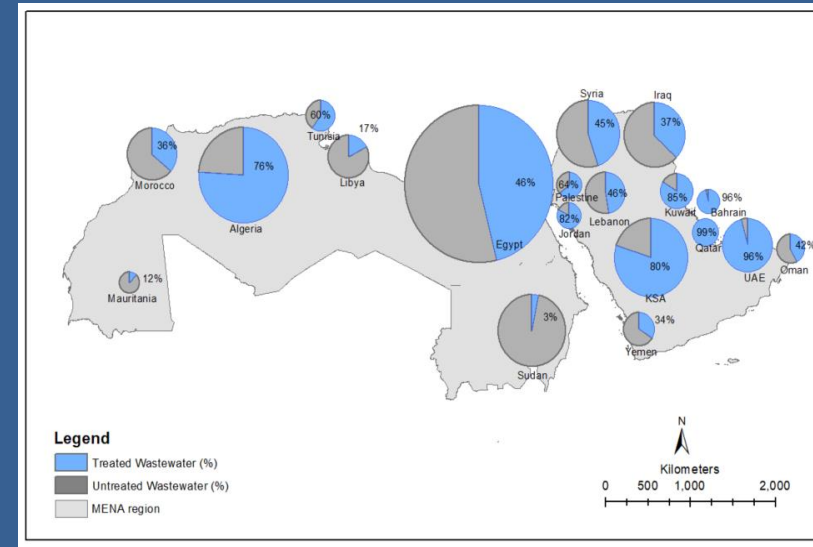 Syria
Iraq
60%
Tunisia
17%
Libya
36%
Morocco
76%
Algeria
45%
37%
46%
Egypt
64%
Palestine
82%
Jordan
46%
Lebanon
85%
Kuwait
96%
Bahrain
99%
Qatar
96%
UAE
42%
Oman
80%
KSA
12%
Mauritania
3%
Sudan
34%
Yemen
Legend
Treated Wastewater (%)
Untreated Wastewater (%)
MENA region
N
Kilometers
0 500 1,000 2,000